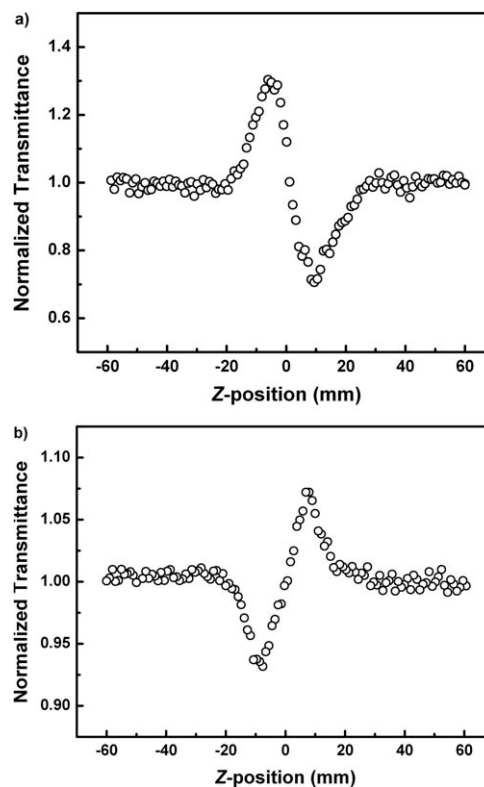 a)
1.4
1.2
1.0
0.8
0.6
Normalized Transmittance
-60 -40 -20 0 20 40 60
Z-position (mm)
b)
1.10
1.05
1.00
0.95
0.90
Normalized Transmittance
-60 -40 -20 0 20 40 60
Z-position (mm)